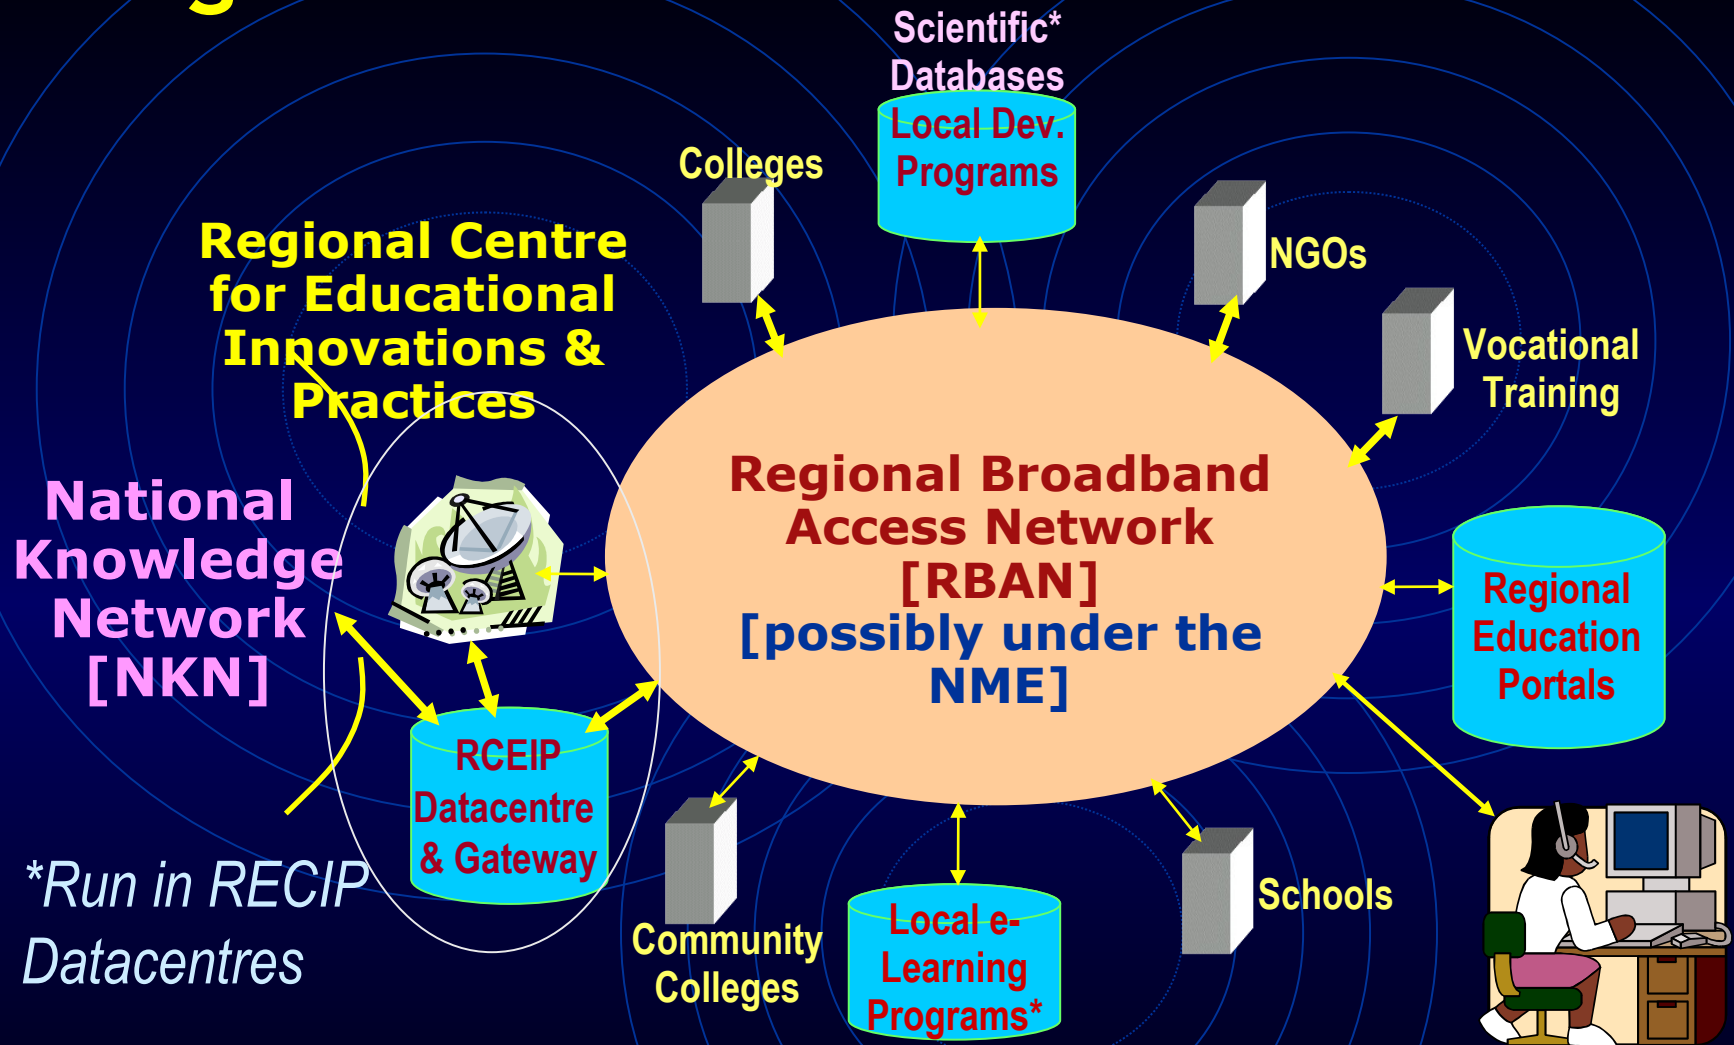 Scientific*
Databases
Local Dev.
Programs
Colleges
NGOs
Regional Centre
for Educational
Innovations &
Practices
Vocational
Training
National
Knowledge
Network
[NKN]
Regional Broadband
Access Network
[RBAN]
[possibly under the
NME]
Regional
Education
Portals
RCEIP
Datacentre
& Gateway
*Run in RECIP
Datacentres
Community
Colleges
Local e-
Learning
Programs*
Schools